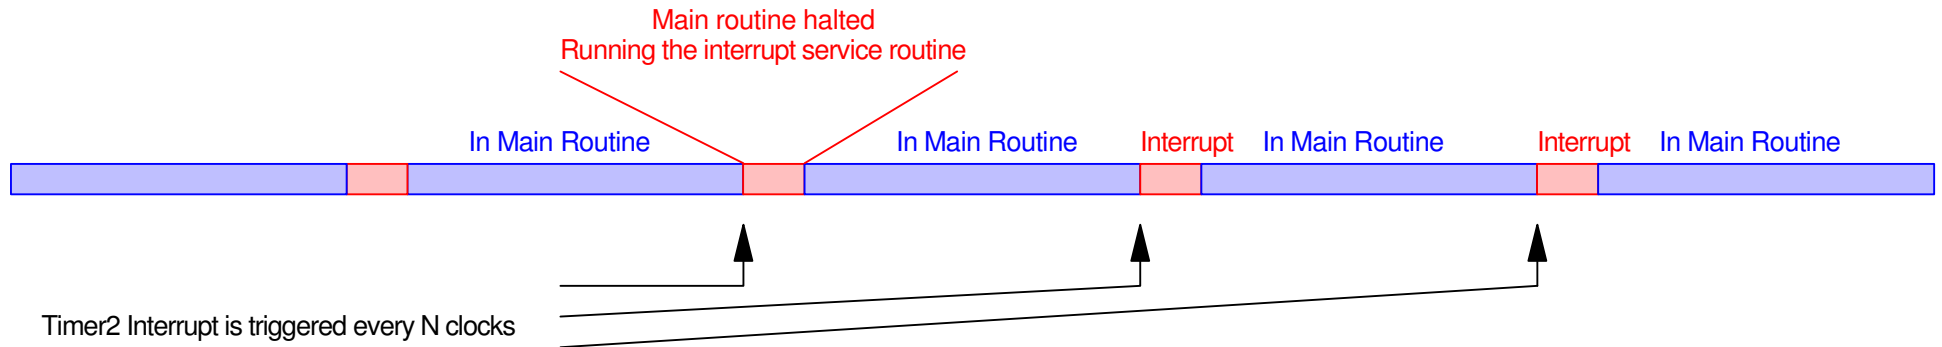 Main routine halted
Running the interrupt service routine
In Main Routine
In Main Routine
Interrupt
In Main Routine
Interrupt
In Main Routine
Timer2 Interrupt is triggered every N clocks